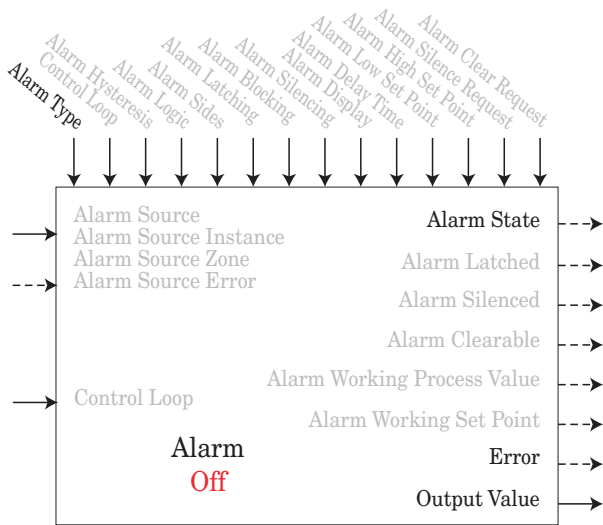 Alarm Type
Control Loop
Alarm Hysteresis
Alarm Logic
Alarm Sides
Alarm Latching
Alarm Blocking
Alarm Silencing
Alarm Display
Alarm Delay Time
Alarm Low Set Point
Alarm High Set Point
Alarm Silence Request
Alarm Clear Request
Alarm Source
Alarm Source Instance
Alarm Source Zone
Alarm Source Error
Control Loop
Alarm
Off
Alarm State
Alarm Latched
Alarm Silenced
Alarm Clearable
Alarm Working Process Value
Alarm Working Set Point
Error
Output Value